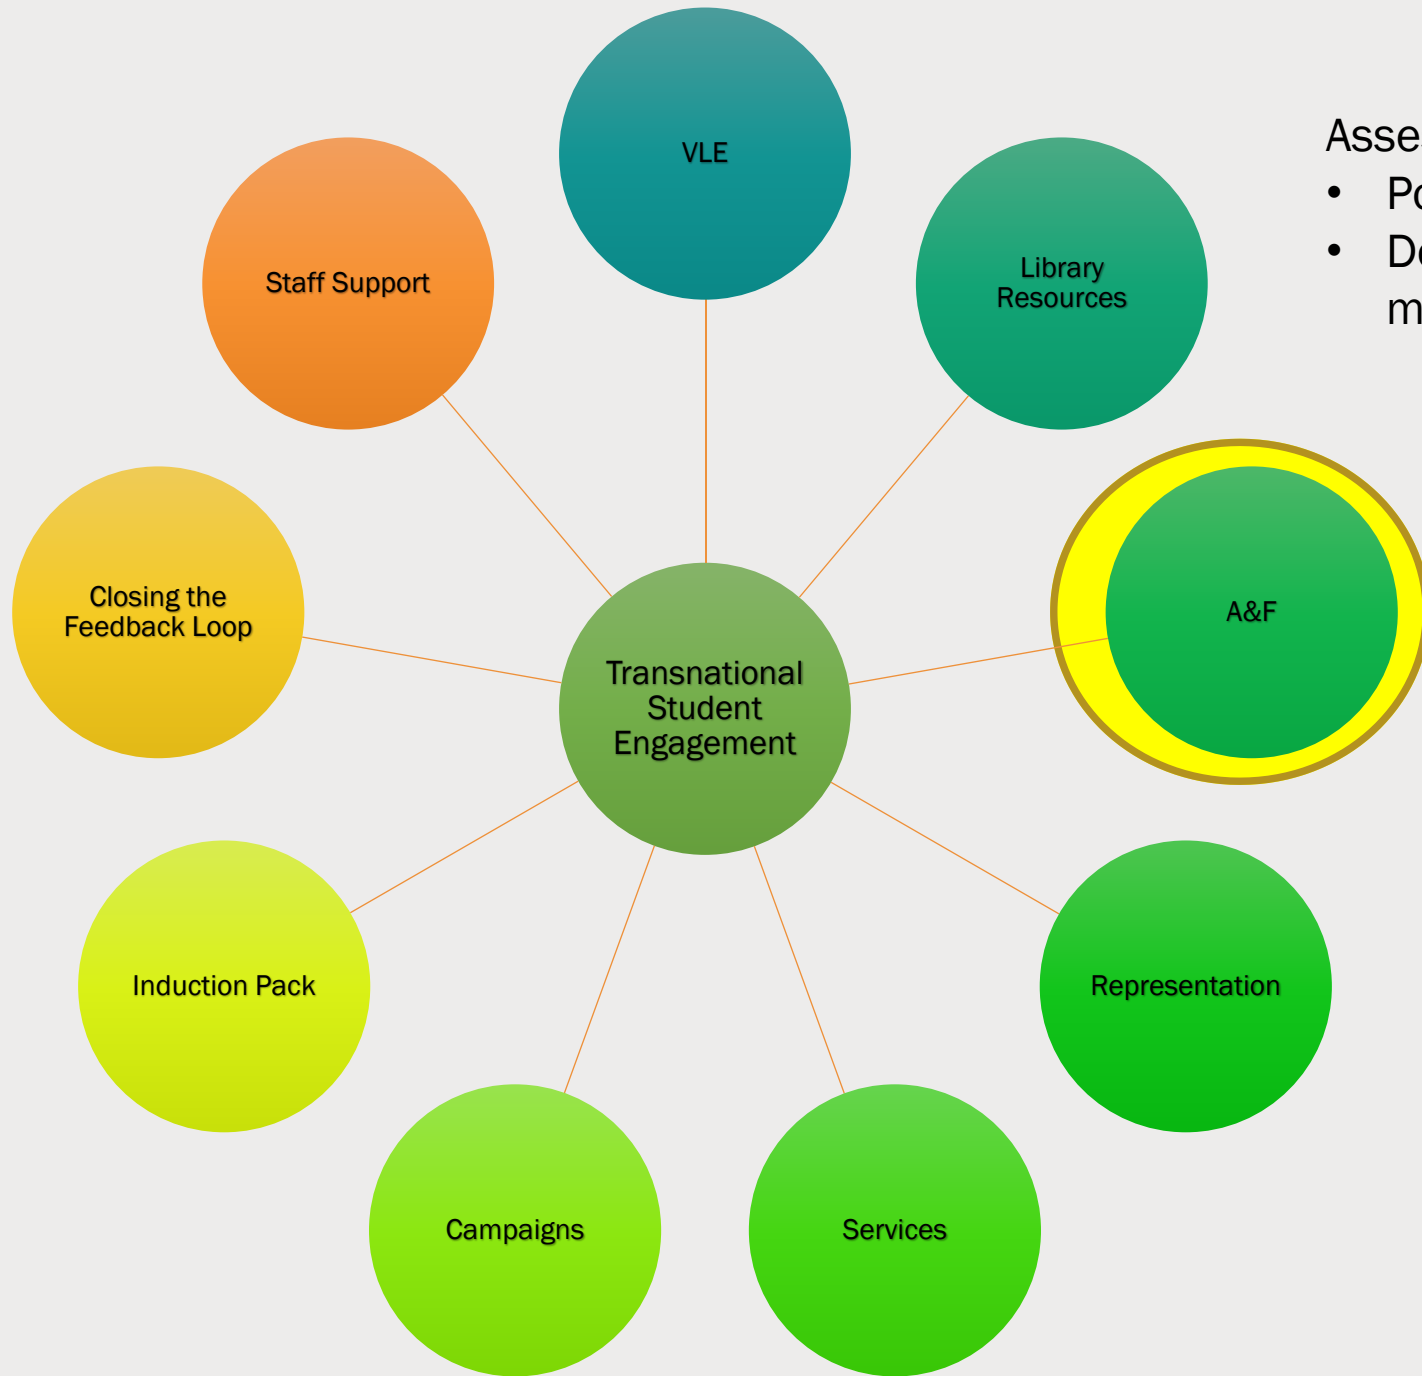 VLE
Staff Support
Library
Resources
Closing the
Feedback Loop
A&F
Transnational
Student
Engagement
Induction Pack
Representation
Campaigns
Services